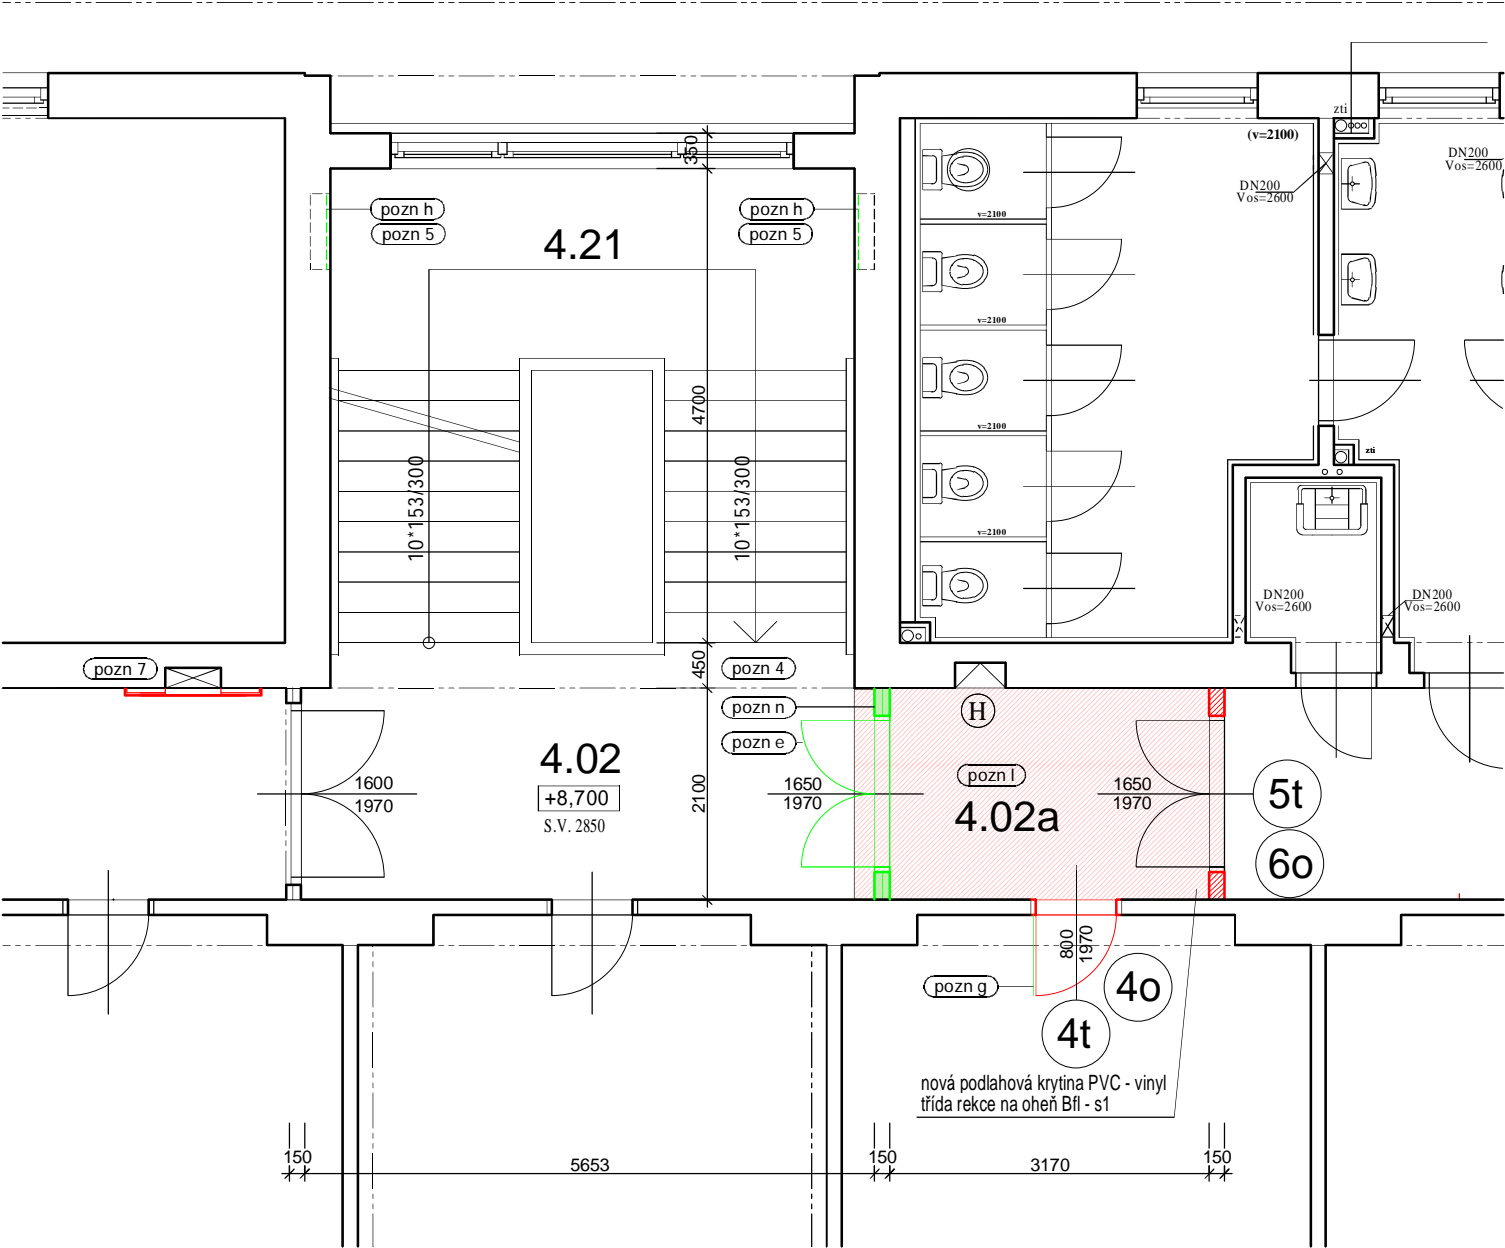 zti
(v=2100)
DN200
Vos=2600
DN200
Vos=2600
350
pozn h
pozn 5
pozn h
pozn 5
4.21
v=2100
v=2100
4700
v=2100
10*153/300
10*153/300
zti
v=2100
DN200
Vos=2600
DN200
Vos=2600
pozn 7
450
pozn 4
pozn n
H
pozn e
4.02
+8,700
S.V. 2850
1600
1970
2100
1650
1970
pozn l
4.02a
1650
1970
5t
6o
800
1970
pozn g
4o
4t
nová podlahová krytina PVC - vinyl
třída rekce na oheň Bfl - s1
150
5653
150
3170
150